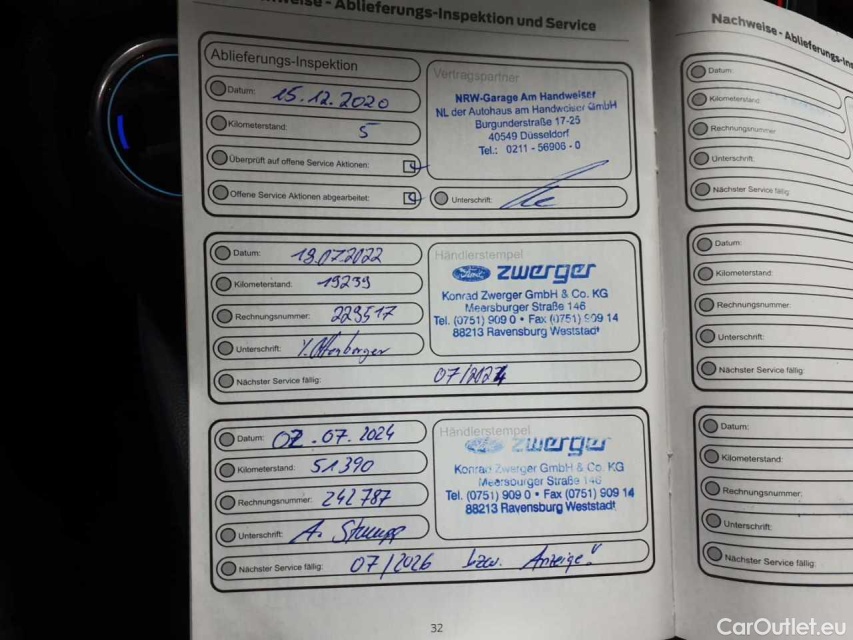 Ablieferungs-Inspektion und Service
Ablieferungs-Inspektion
Datum: 15.12.2020
Kilometerstand: 5
Überprüft auf offene Service Aktionen:
Offene Service Aktionen abgearbeitet:
Vertragspartner
NRW-Garage Am Handweiser
NL der Autohaus am Handweiser GmbH
Burgunderstraße 17-25
40549 Düsseldorf
Tel.: 0211 - 56906 - 0
Unterschrift:
Datum: 19.07.2022
Kilometerstand: 19239
Rechnungsnummer: 223517
Unterschrift:
Nächster Service fällig: 07/2024
Händlerstempel
Ford zwerger
Konrad Zwerger GmbH & Co. KG
Meersburger Straße 146
Tel. (0751) 909 0 • Fax (0751) 909 14
88213 Ravensburg Weststadt
Datum: 02.07.2024
Kilometerstand: 51390
Rechnungsnummer: 242787
Unterschrift: A. Stumpp
Nächster Service fällig: 07/2026 bzw. Anzeige!
Händlerstempel
zwerger
Konrad Zwerger GmbH & Co. KG
Meersburger Straße 146
Tel. (0751) 909 0 • Fax (0751) 909 14
88213 Ravensburg Weststadt
32
Nachweise - Ablieferungs-In
Datum:
Kilometerstand:
Rechnungsnummer:
Unterschrift:
Nächster Service fällig:
Datum:
Kilometerstand:
Rechnungsnummer:
Unterschrift:
Nächster Service fällig:
Datum:
Kilometerstand:
Rechnungsnummer:
Unterschrift:
Nächster Service fällig:
CarOutlet.eu